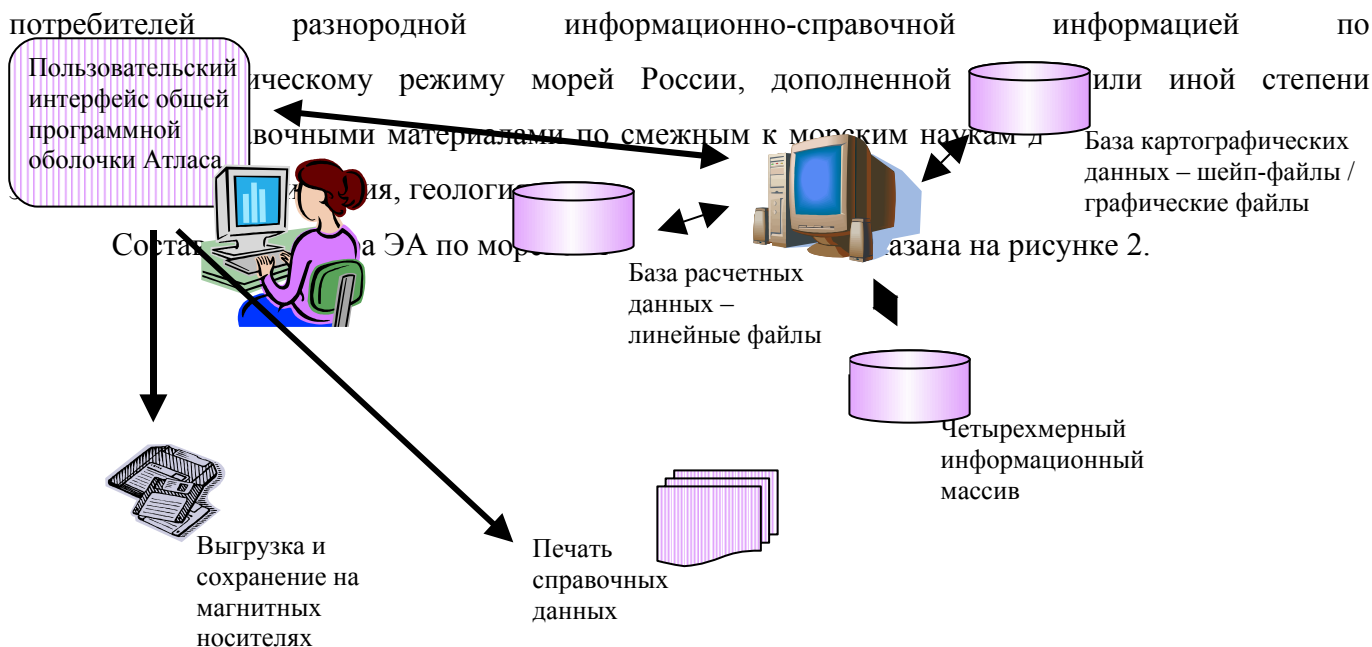 потребителей разнородной информационно-справочной информацией по
ическому режиму морей России, дополненной или иной степени
вочными материалами по смежным к морским наукам
ия, геологи
Соста а ЭА по мор азана на рисунке 2.
Пользовательский
интерфейс общей
программной
оболочки Атласа
База картографических
данных – шейп-файлы /
графические файлы
База расчетных
данных –
линейные файлы
Четырехмерный
информационный
массив
Выгрузка и
сохранение на
магнитных
носителях
Печать
справочных
данных